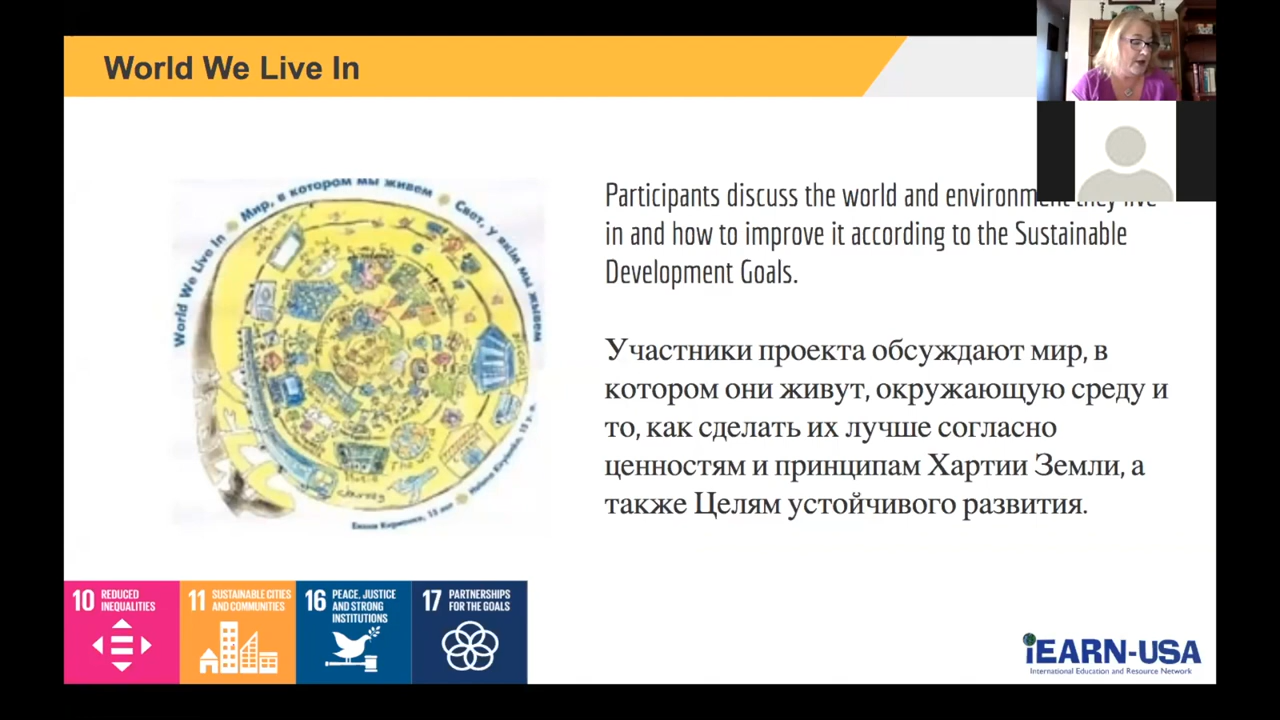 World We Live In
World We Live In Мир, в котором мы живем Свет, у якім мы жывем
Participants discuss the world and environment they live
in and how to improve it according to the Sustainable
Development Goals.
Участники проекта обсуждают мир, в
котором они живут, окружающую среду и
то, как сделать их лучше согласно
ценностям и принципам Хартии Земли, а
также Целям устойчивого развития.
10 REDUCED
INEQUALITIES
11 SUSTAINABLE CITIES
AND COMMUNITIES
16 PEACE, JUSTICE
AND STRONG
INSTITUTIONS
17 PARTNERSHIPS
FOR THE GOALS
iEARN-USA
International Education and Resource Network